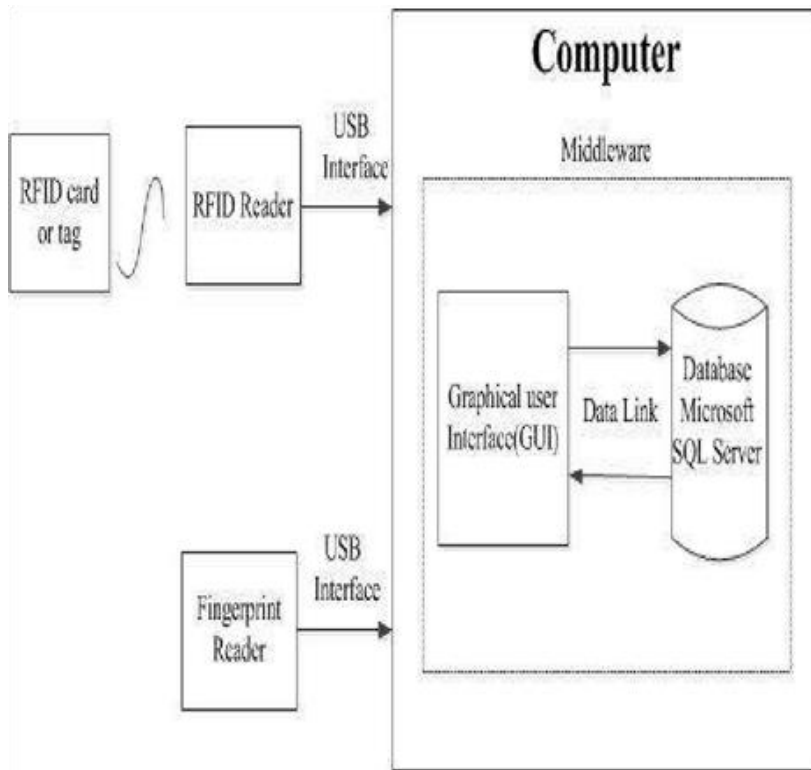 Computer
USB
Interface
Middleware
RFID card
or tag
RFID Reader
Graphical user
Interface(GUI)
Data Link
Database
Microsoft
SQL Server
USB
Interface
Fingerprint
Reader